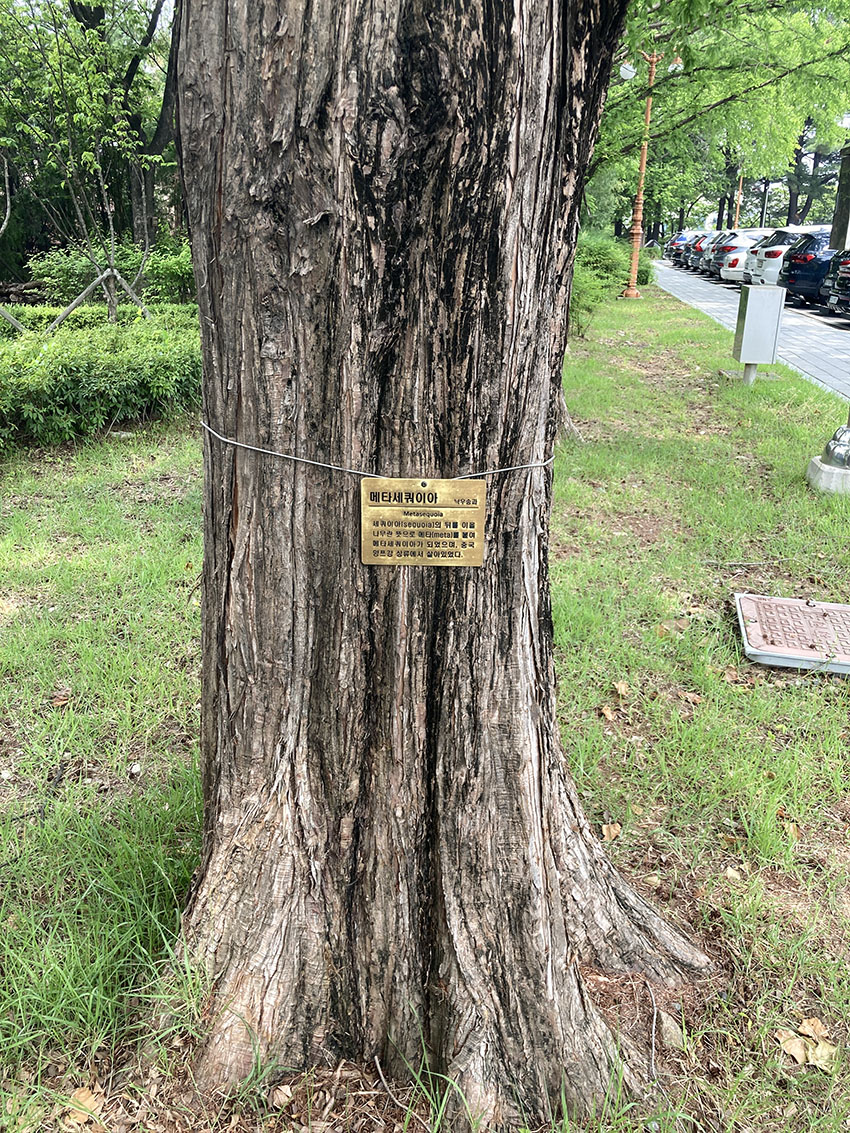 메타세쿼이아 낙우송과
Metasequoia
세쿼이아(sequoia)의 뒤를 이을
나무란 뜻으로 메타(meta)를 붙여
메타세쿼이아가 되었으며, 중국
양쯔강 상류에서 살아있었다.